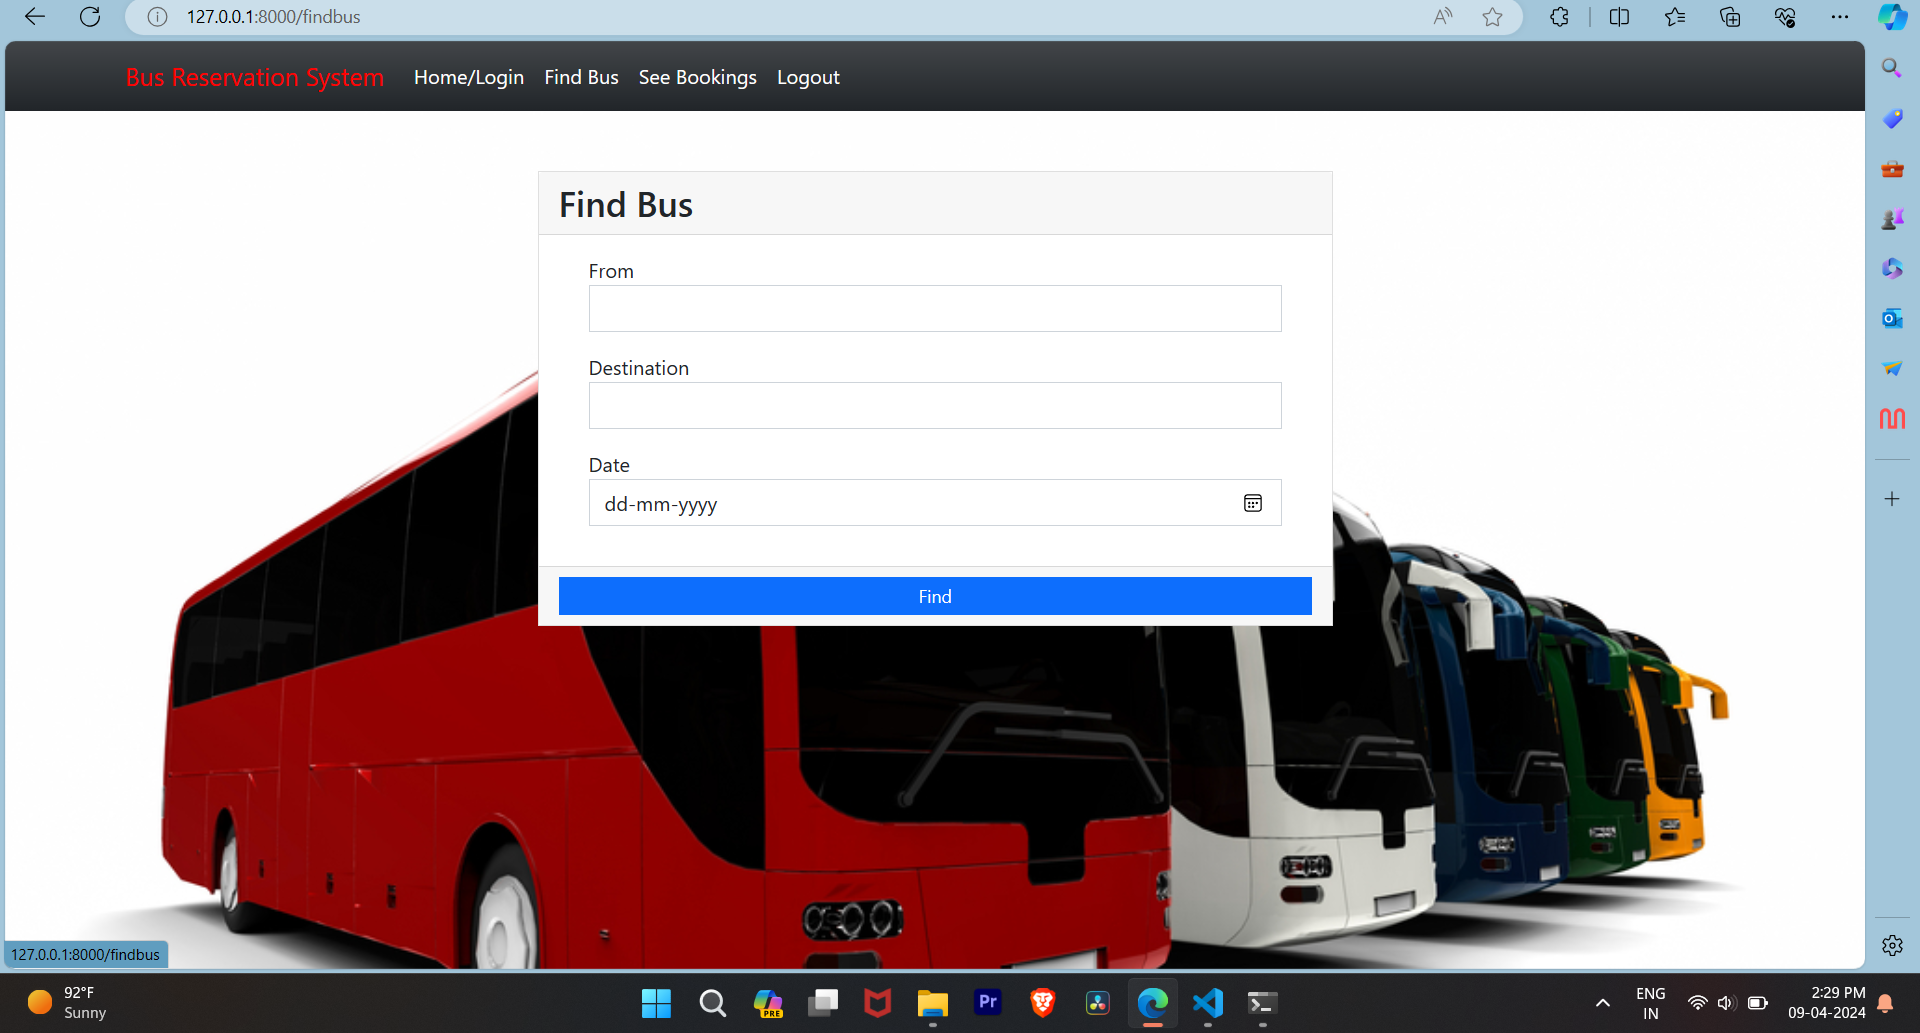 127.0.0.1:8000/findbus
Bus Reservation System Home/Login Find Bus See Bookings Logout
Find Bus
From
Destination
Date
dd-mm-yyyy
Find
127.0.0.1:8000/findbus
92°F
Sunny
PRE
Pr
ENG
IN
2:29 PM
09-04-2024